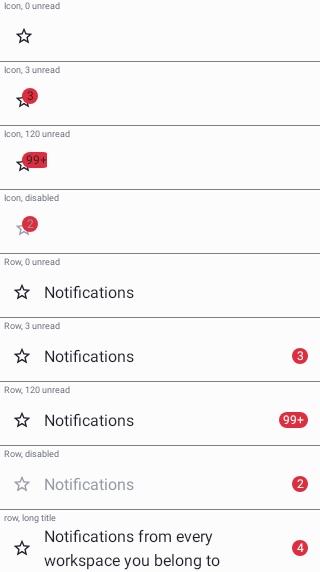 Icon, 0 unread
Icon, 3 unread
3
Icon, 120 unread
99+
Icon, disabled
2
Row, 0 unread
Notifications
Row, 3 unread
Notifications 3
Row, 120 unread
Notifications 99+
Row, disabled
Notifications 2
row, long title
Notifications from every
workspace you belong to 4